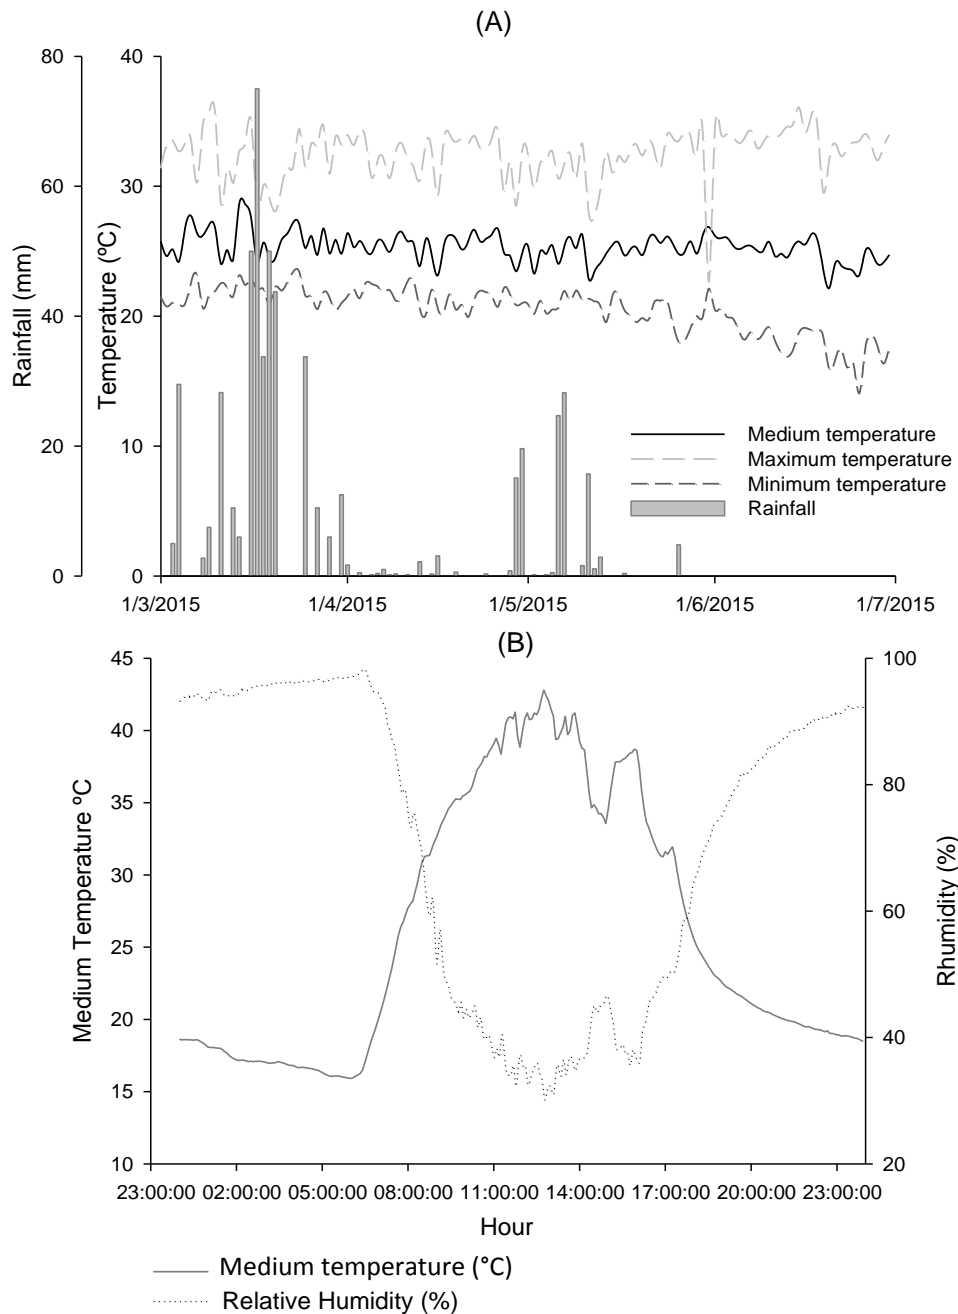 (A)
80
60
40
20
0
Rainfall (mm)
40
30
20
10
0
Temperature (ºC)
Medium temperature
Maximum temperature
Minimum temperature
Rainfall
1/3/2015 1/4/2015 1/5/2015 1/6/2015 1/7/2015
(B)
45
40
35
30
25
20
15
10
Medium Temperature ºC
100
80
60
40
20
Rhumidity (%)
23:00:00 02:00:00 05:00:00 08:00:00 11:00:00 14:00:00 17:00:00 20:00:00 23:00:00
Hour
Medium temperature (°C)
Relative Humidity (%)